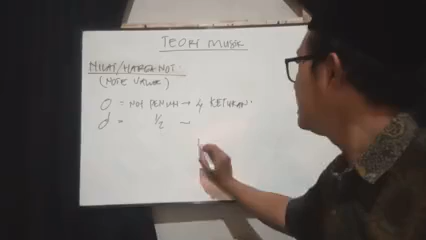 TEORI MUSIK
NILAI/HARGA NOT.
(NOTE VALUE)
O = NOT PENUH → 4 KETUKAN.
d = 1/2 –